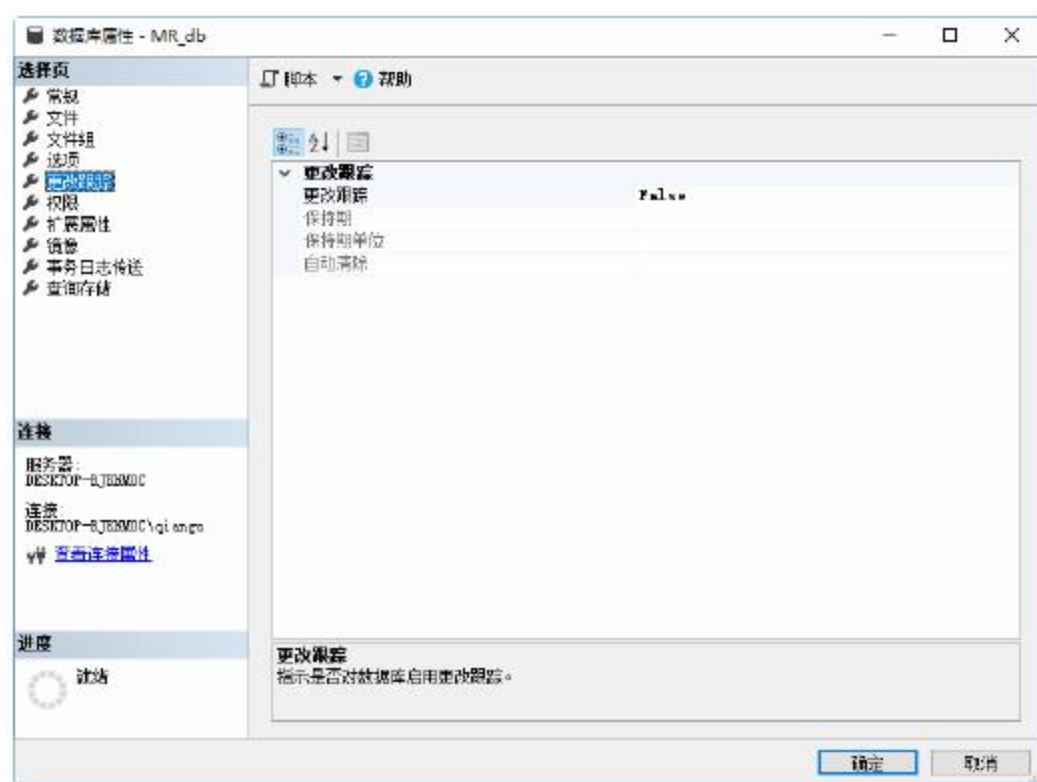 数据库属性 - MR_db
选择页
常规
文件
文件组
选项
更改跟踪
权限
扩展属性
镜像
事务日志传送
查询存储
脚本
帮助
更改跟踪
更改跟踪 False
保持期
保持期单位
自动清除
连接
服务器:
连接:
查看连接属性
进度
就绪
更改跟踪
指示是否对数据库启用更改跟踪。
确定
取消